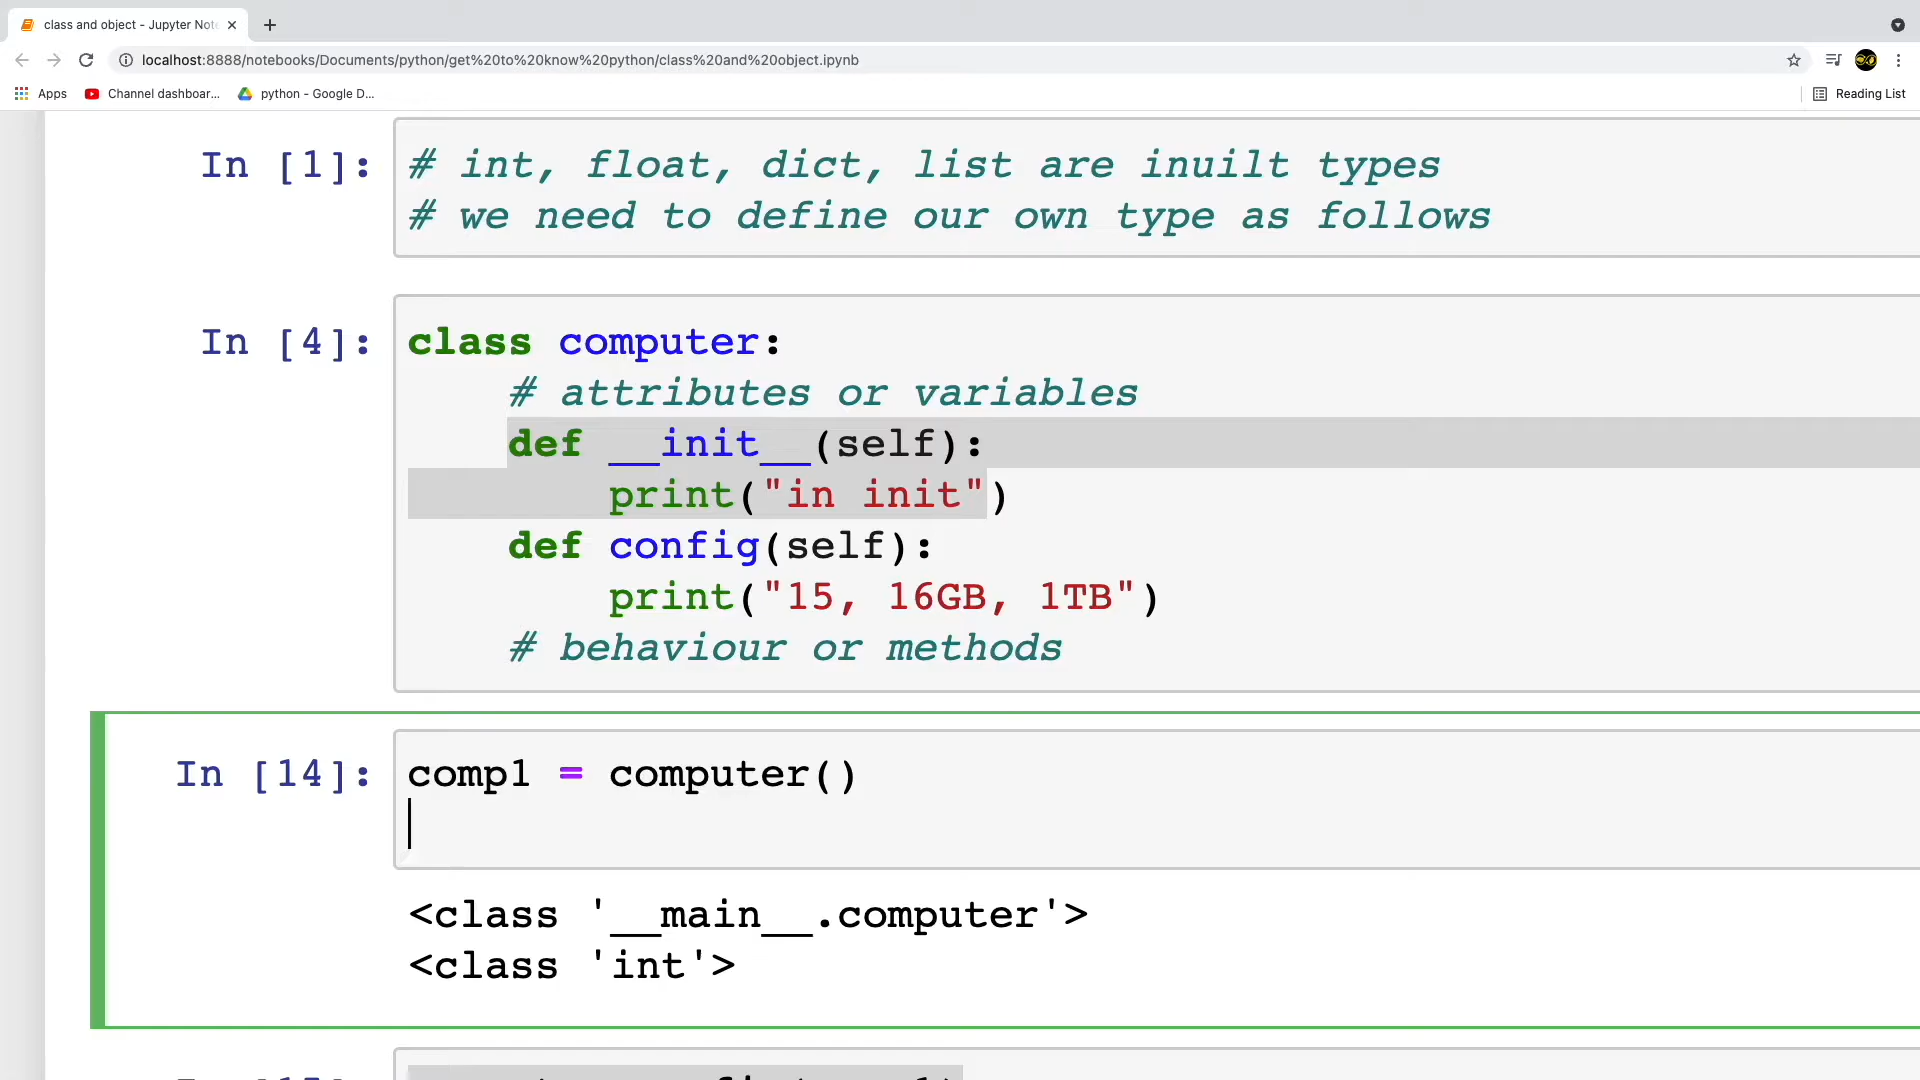 class and object - Jupyter Note
localhost:8888/notebooks/Documents/python/get%20to%20know%20python/class%20and%20object.ipynb
Apps Channel dashboar... python - Google D... Reading List
In [1]: # int, float, dict, list are inuilt types
# we need to define our own type as follows
In [4]: class computer:
# attributes or variables
def __init__(self):
print("in init")
def config(self):
print("15, 16GB, 1TB")
# behaviour or methods
In [14]: comp1 = computer()
<class '__main__.computer'>
<class 'int'>